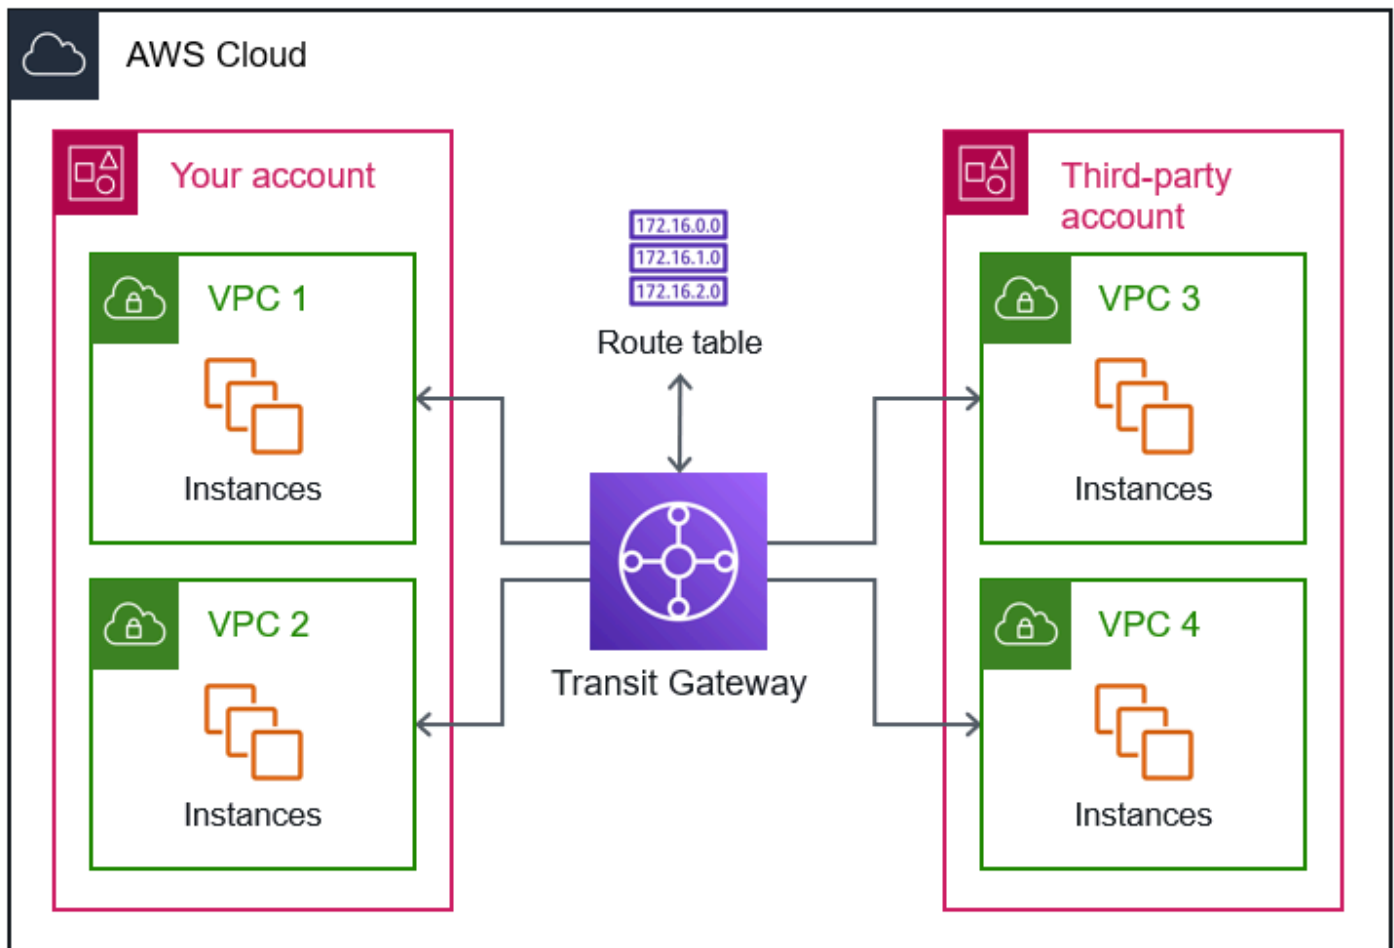 AWS Cloud
Your account
VPC 1
Instances
VPC 2
Instances
172.16.0.0
172.16.1.0
172.16.2.0
Route table
Transit Gateway
Third-party
account
VPC 3
Instances
VPC 4
Instances